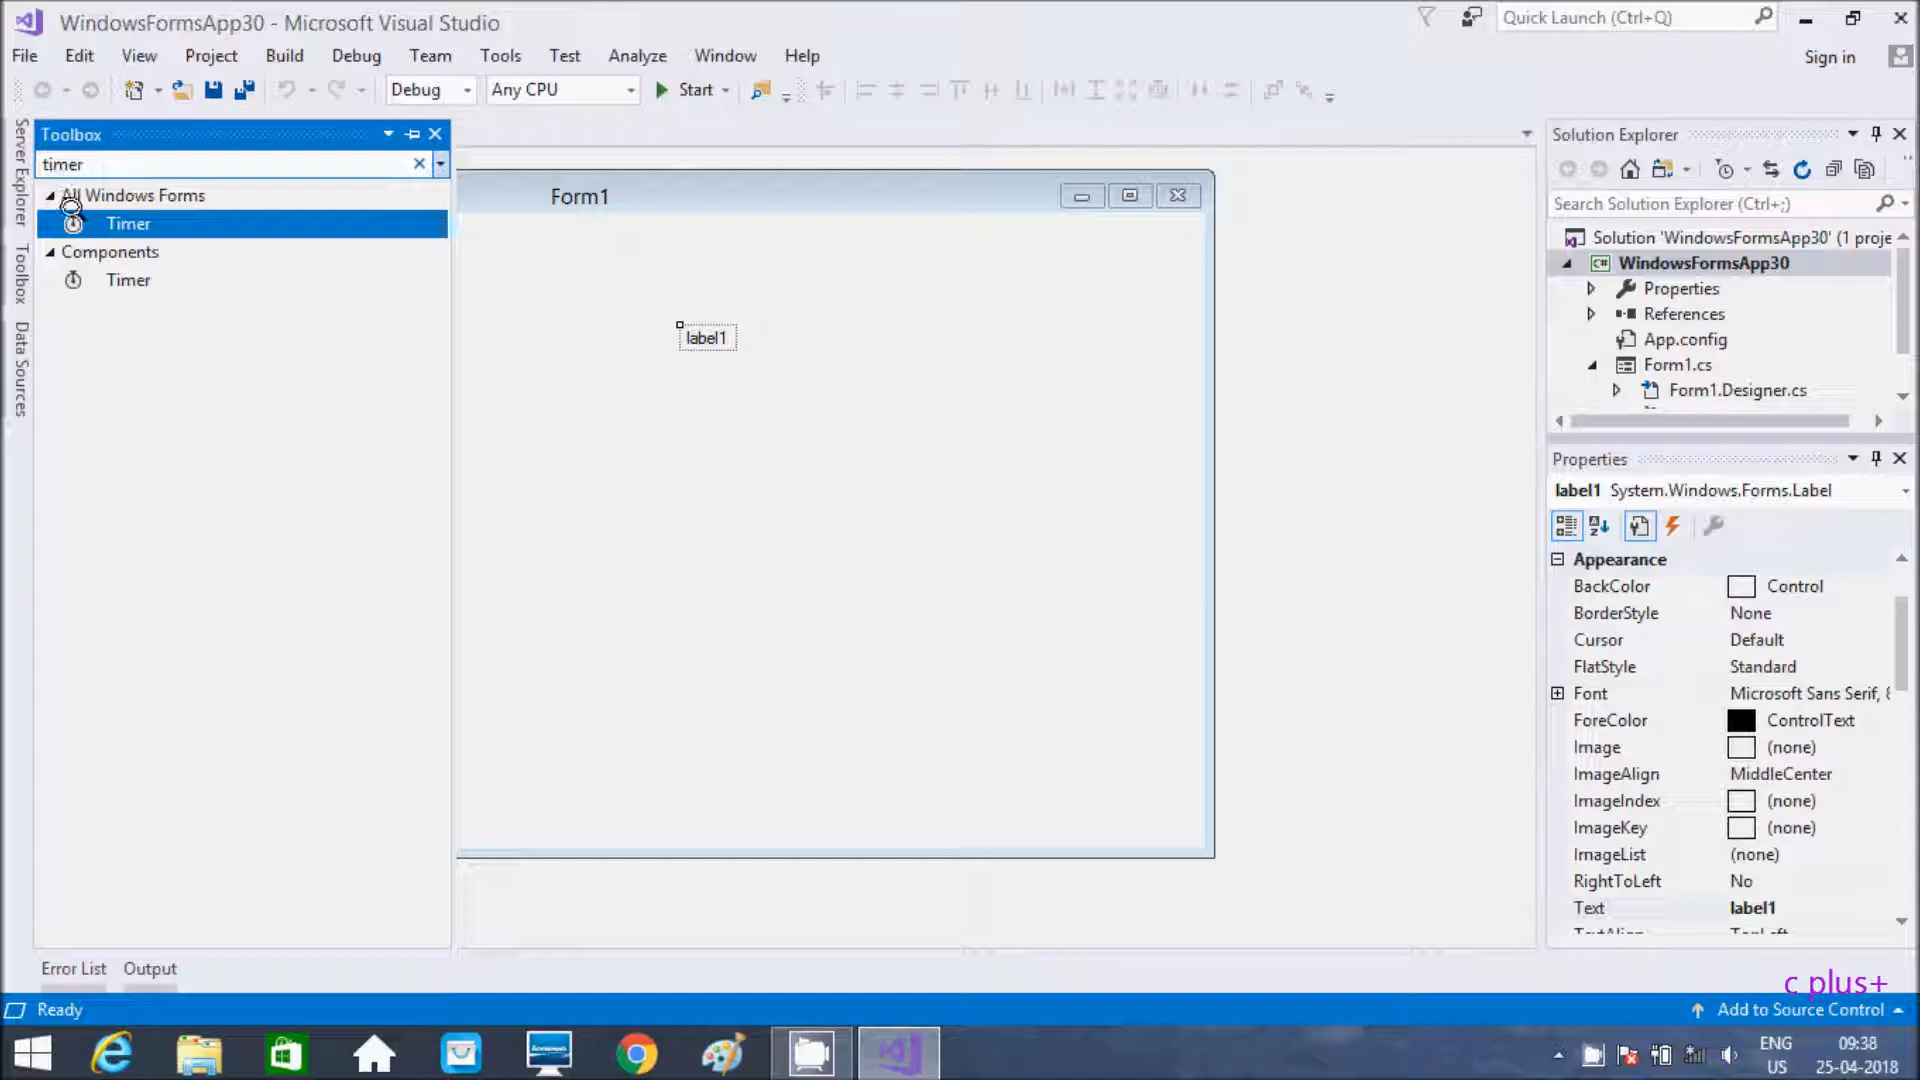 WindowsFormsApp30 - Microsoft Visual Studio
Quick Launch (Ctrl+Q)
File Edit View Project Build Debug Team Tools Test Analyze Window Help
Sign in
Debug Any CPU Start
Server Explorer
Toolbox
Data Sources
Toolbox
timer
All Windows Forms
Timer
Components
Timer
Form1
label1
Solution Explorer
Search Solution Explorer (Ctrl+;)
Solution 'WindowsFormsApp30' (1 proje
C# WindowsFormsApp30
Properties
References
App.config
Form1.cs
Form1.Designer.cs
Properties
label1 System.Windows.Forms.Label
Appearance
BackColor Control
BorderStyle None
Cursor Default
FlatStyle Standard
Font Microsoft Sans Serif, 8
ForeColor ControlText
Image (none)
ImageAlign MiddleCenter
ImageIndex (none)
ImageKey (none)
ImageList (none)
RightToLeft No
Text label1
TextAlign TopLeft
Error List Output
c plus+
Ready
Add to Source Control
ENG 09:38
US 25-04-2018